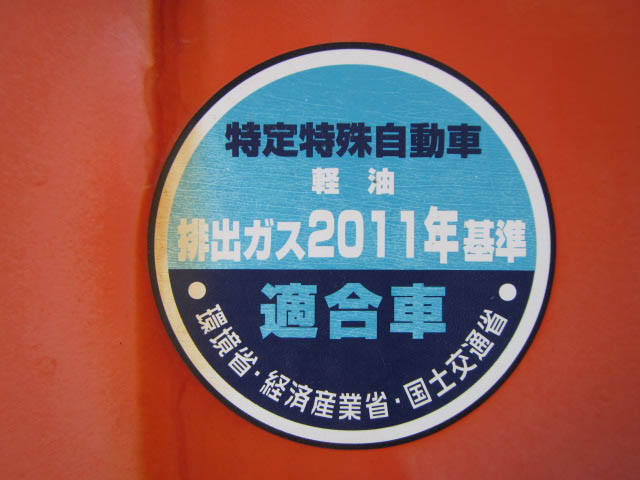 特定特殊自動車
軽油
排出ガス2011年基準
適合車
環境省・経済産業省・国土交通省